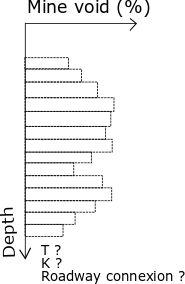 Mine void (%)
Depth
T ?
K ?
Roadway connexion ?